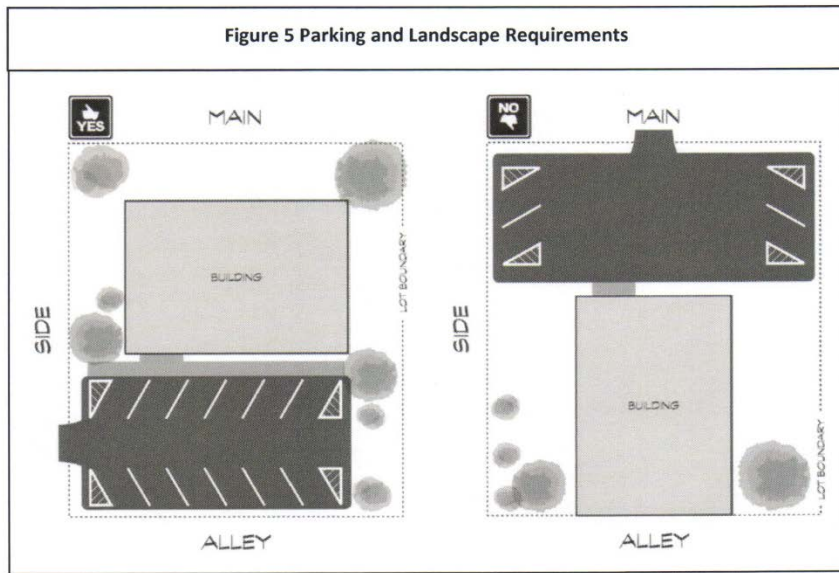 Figure 5 Parking and Landscape Requirements
YES
MAIN
BUILDING
LOT BOUNDARY
SIDE
ALLEY
NO
MAIN
SIDE
BUILDING
LOT BOUNDARY
ALLEY